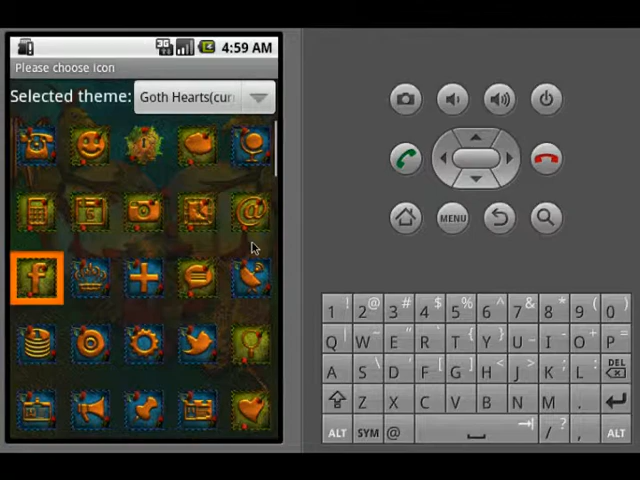 4:59 AM
Please choose icon
Selected theme: Goth Hearts(cur
f
@
MENU
1 ! 2 @ 3 # 4 $ 5 % 6 ^ 7 & 8 * 9 ( 0 )
Q | W ~ E " R ` T { Y } U _ I - O + P =
A S \ D ' F [ G ] H < J > K ; L : DEL
Z X C V B N M .
ALT SYM @ / ? , ALT